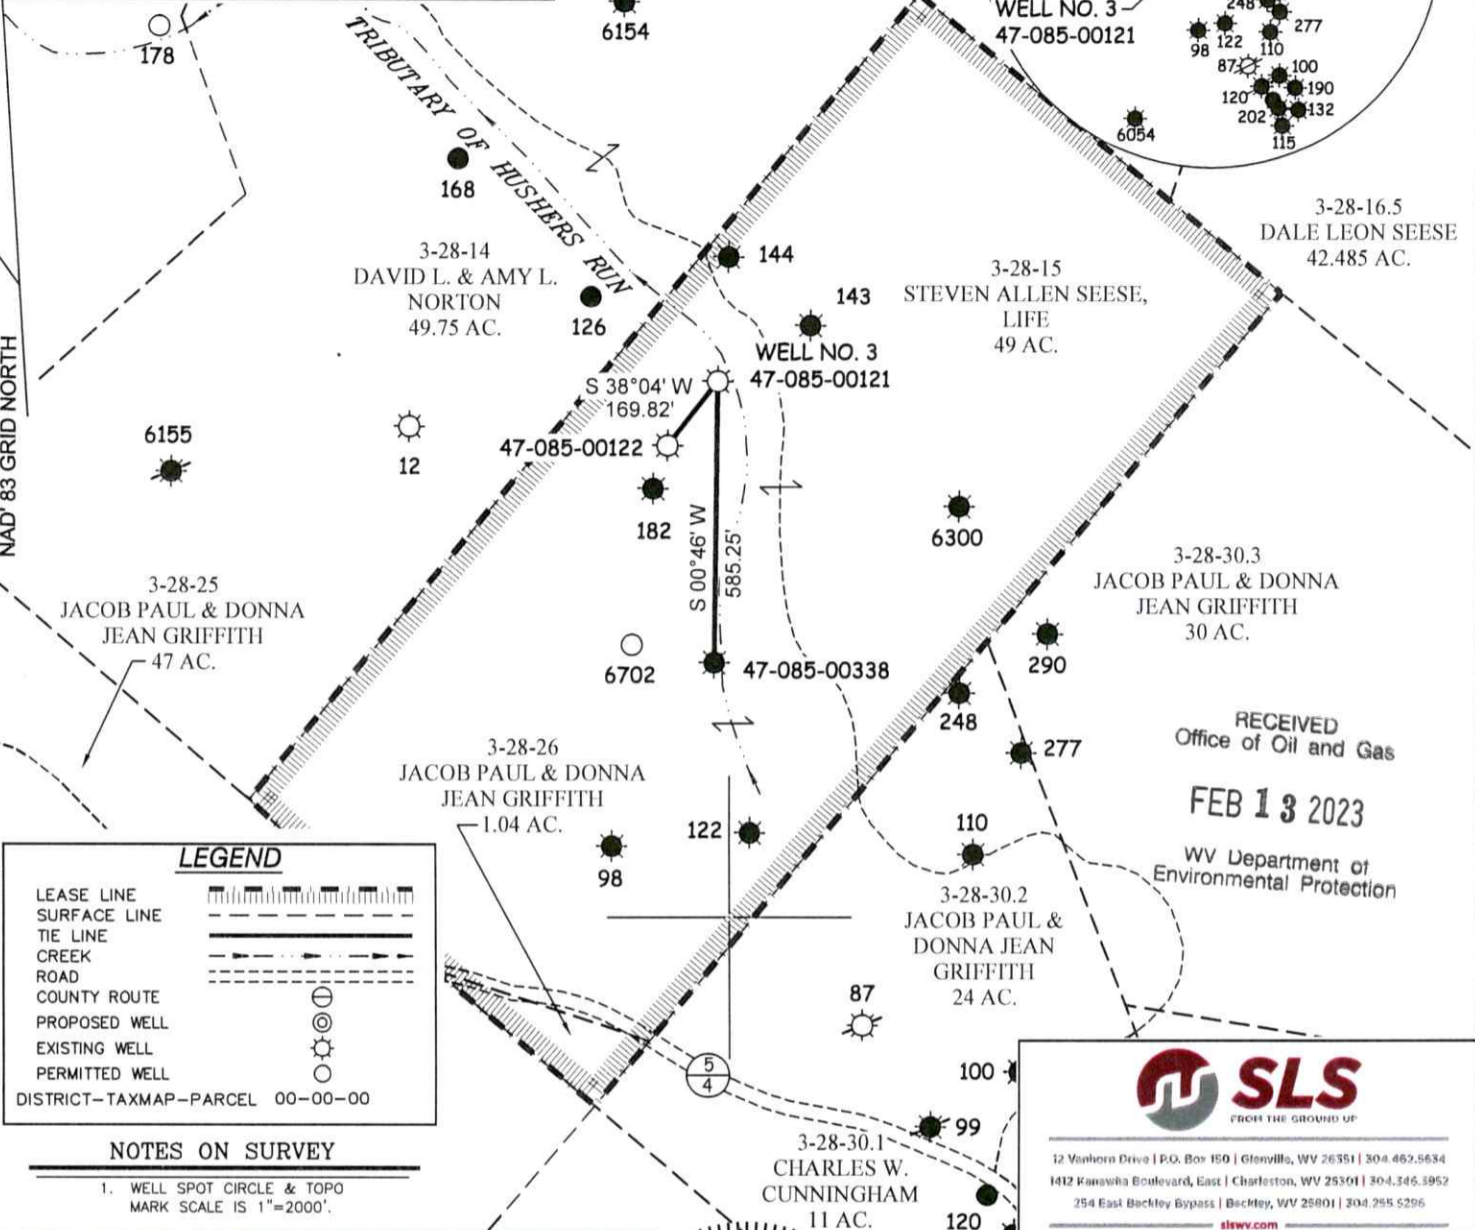 WELL NO. 3
47-085-00121
6154
178
248
277
98
122
110
87
100
120
190
202
132
115
6054
TRIBUTARY OF HUSHERS RUN
168
3-28-14
DAVID L. & AMY L.
NORTON
49.75 AC.
126
144
143
3-28-15
STEVEN ALLEN SEESE,
LIFE
49 AC.
3-28-16.5
DALE LEON SEESE
42.485 AC.
NAD' 83 GRID NORTH
WELL NO. 3
47-085-00121
S 38°04' W
169.82'
47-085-00122
6155
12
182
S 00°46' W
585.25'
6300
3-28-25
JACOB PAUL & DONNA
JEAN GRIFFITH
47 AC.
3-28-30.3
JACOB PAUL & DONNA
JEAN GRIFFITH
30 AC.
290
6702
47-085-00338
248
277
RECEIVED
Office of Oil and Gas
FEB 13 2023
WV Department of
Environmental Protection
3-28-26
JACOB PAUL & DONNA
JEAN GRIFFITH
1.04 AC.
122
98
110
3-28-30.2
JACOB PAUL &
DONNA JEAN
GRIFFITH
24 AC.
87
100
99
5
4
3-28-30.1
CHARLES W.
CUNNINGHAM
11 AC.
120
LEGEND
LEASE LINE
SURFACE LINE
TIE LINE
CREEK
ROAD
COUNTY ROUTE
PROPOSED WELL
EXISTING WELL
PERMITTED WELL
DISTRICT-TAXMAP-PARCEL 00-00-00
NOTES ON SURVEY
1. WELL SPOT CIRCLE & TOPO
MARK SCALE IS 1"=2000'.
SLS
FROM THE GROUND UP
12 Vanhorn Drive | P.O. Box 150 | Glenville, WV 26351 | 304.462.5634
1412 Kanawha Boulevard, East | Charleston, WV 25301 | 304.346.3952
254 East Beckley Bypass | Beckley, WV 25801 | 304.255.5296
slswv.com